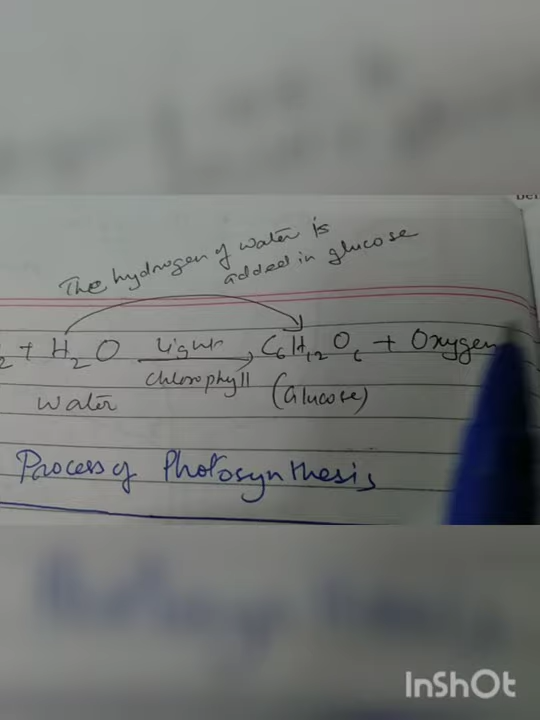 The hydrogen of water is
added in glucose
2 + H2O Light C6H12O6 + Oxygen
chlorophyll
water (Glucose)
Process of Photosynthesis
InShOt